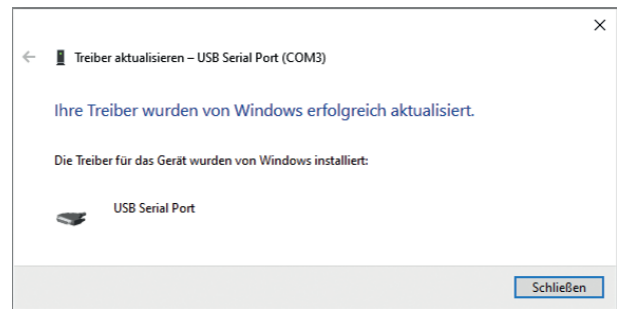 Treiber aktualisieren – USB Serial Port (COM3)
Ihre Treiber wurden von Windows erfolgreich aktualisiert.
Die Treiber für das Gerät wurden von Windows installiert:
USB Serial Port
Schließen